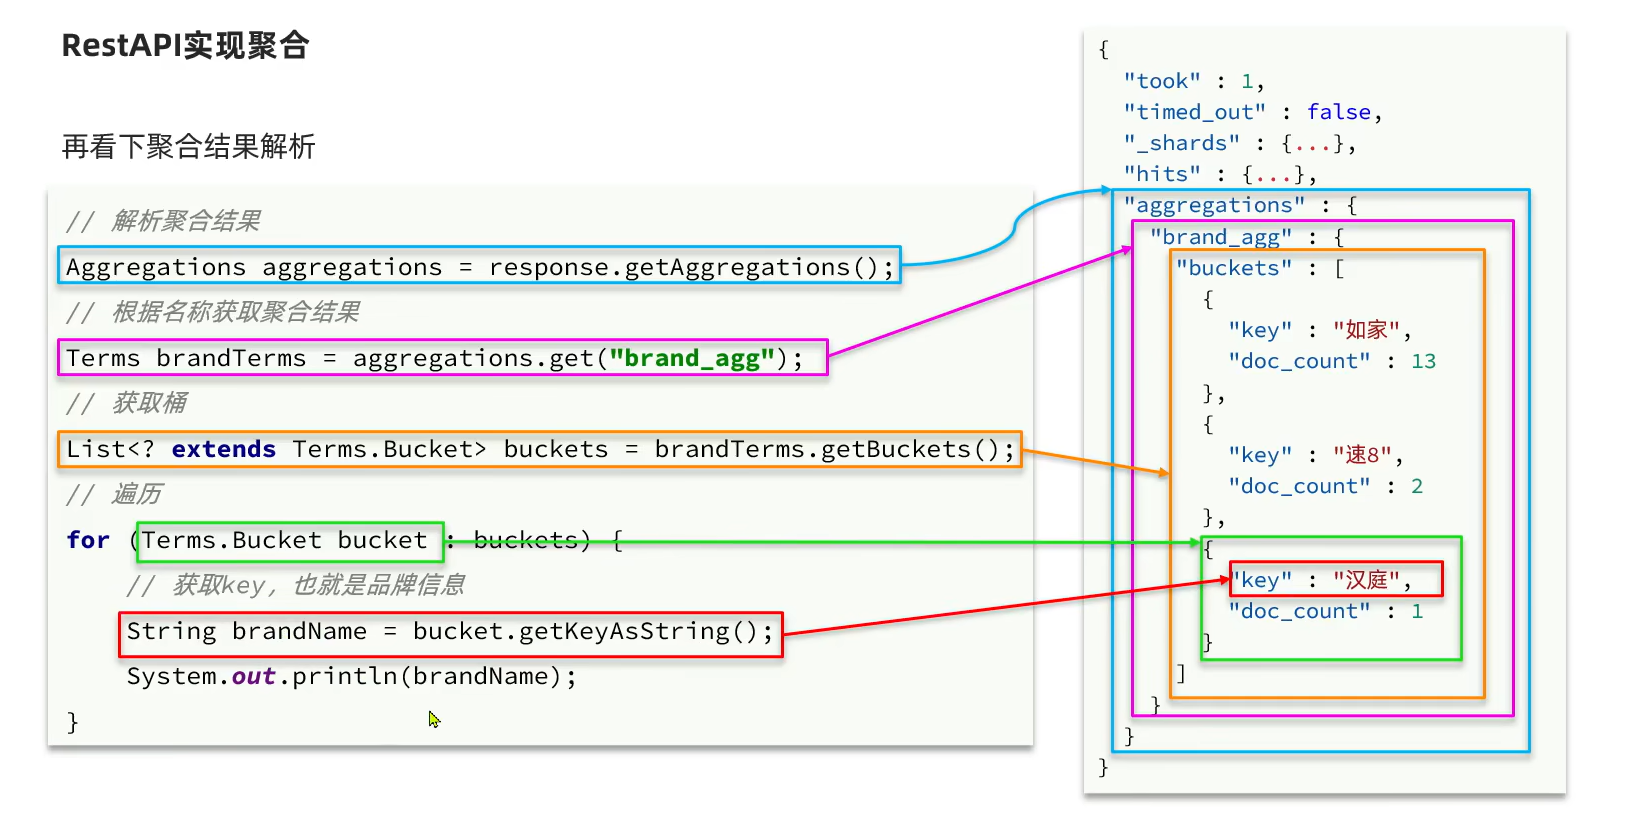 RestAPI实现聚合
再看下聚合结果解析
// 解析聚合结果
Aggregations aggregations = response.getAggregations();
// 根据名称获取聚合结果
Terms brandTerms = aggregations.get("brand_agg");
// 获取桶
List<? extends Terms.Bucket> buckets = brandTerms.getBuckets();
// 遍历
for (Terms.Bucket bucket : buckets) {
// 获取key，也就是品牌信息
String brandName = bucket.getKeyAsString();
System.out.println(brandName);
}
{
"took" : 1,
"timed_out" : false,
"_shards" : {...},
"hits" : {...},
"aggregations" : {
"brand_agg" : {
"buckets" : [
{
"key" : "如家",
"doc_count" : 13
},
{
"key" : "速8",
"doc_count" : 2
},
{
"key" : "汉庭",
"doc_count" : 1
}
]
}
}
}